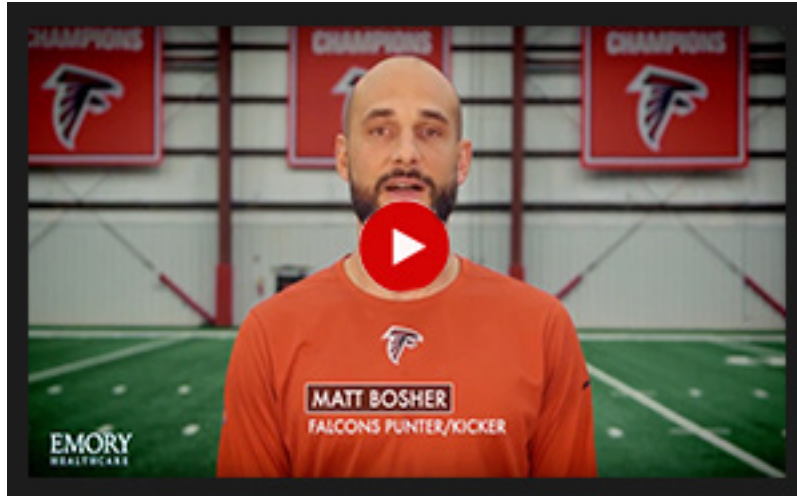 CHAMPIONS
CHAMPIONS
CHAMPIONS
MATT BOSHER
FALCONS PUNTER/KICKER
EMORY
HEALTHCARE